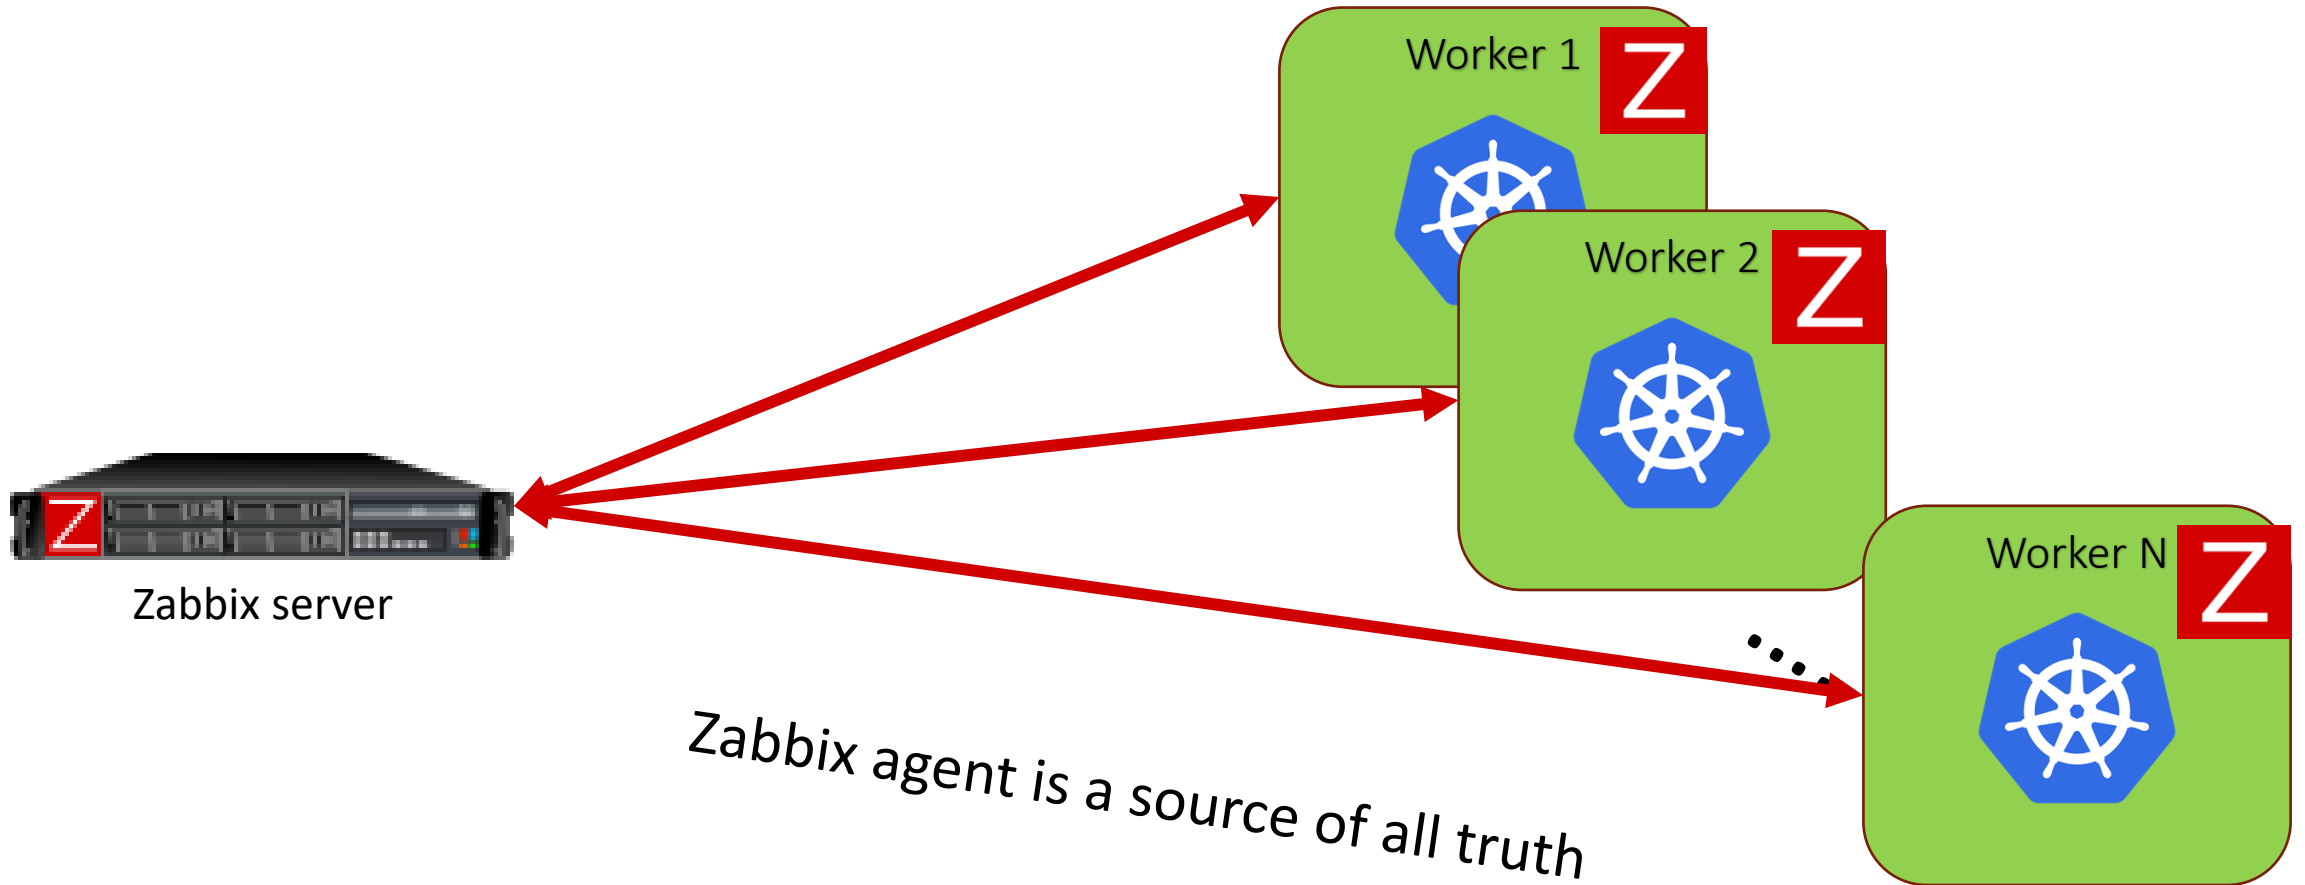 Worker 1
Z
Worker 2
Z
Z
Zabbix server
Worker N
Z
Zabbix agent is a source of all truth